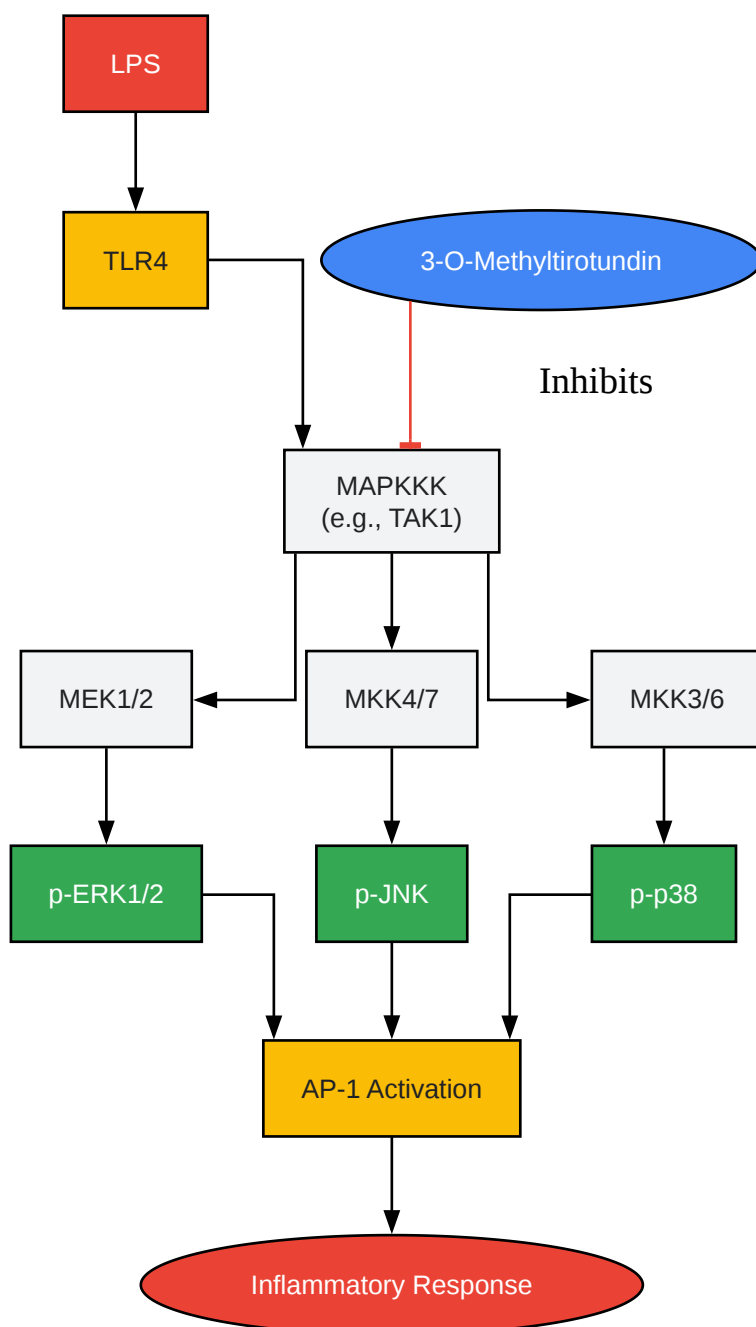 LPS
TLR4
3-O-Methyltirotundin
Inhibits
MAPKKK
(e.g., TAK1)
MEK1/2
MKK4/7
MKK3/6
p-ERK1/2
p-JNK
p-p38
AP-1 Activation
Inflammatory Response